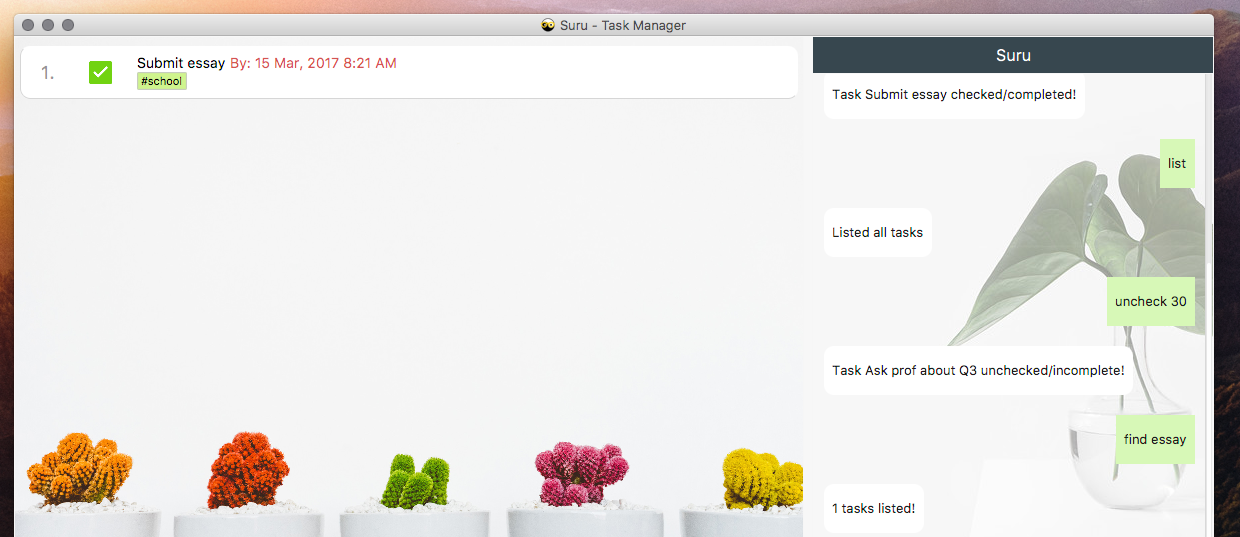 Suru - Task Manager
1.
Submit essay By: 15 Mar, 2017 8:21 AM
#school
Suru
Task Submit essay checked/completed!
list
Listed all tasks
uncheck 30
Task Ask prof about Q3 unchecked/incomplete!
find essay
1 tasks listed!